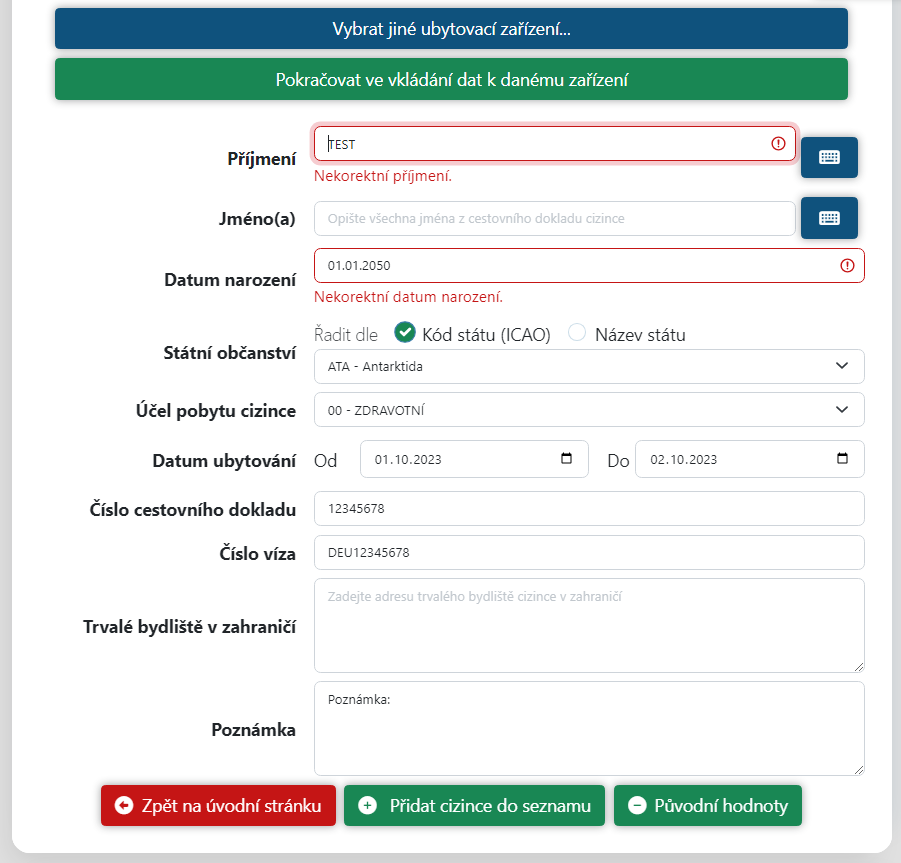 Vybrat jiné ubytovací zařízení...
Pokračovat ve vkládání dat k danému zařízení
Příjmení TEST
Nekorektní příjmení.
Jméno(a) Opište všechna jména z cestovního dokladu cizince
Datum narození 01.01.2050
Nekorektní datum narození.
Řadit dle Kód státu (ICAO) Název státu
Státní občanství ATA - Antarktida
Účel pobytu cizince 00 - ZDRAVOTNÍ
Datum ubytování Od 01.10.2023 Do 02.10.2023
Číslo cestovního dokladu 12345678
Číslo víza DEU12345678
Trvalé bydliště v zahraničí Zadejte adresu trvalého bydliště cizince v zahraničí
Poznámka Poznámka:
Zpět na úvodní stránku Přidat cizince do seznamu Původní hodnoty